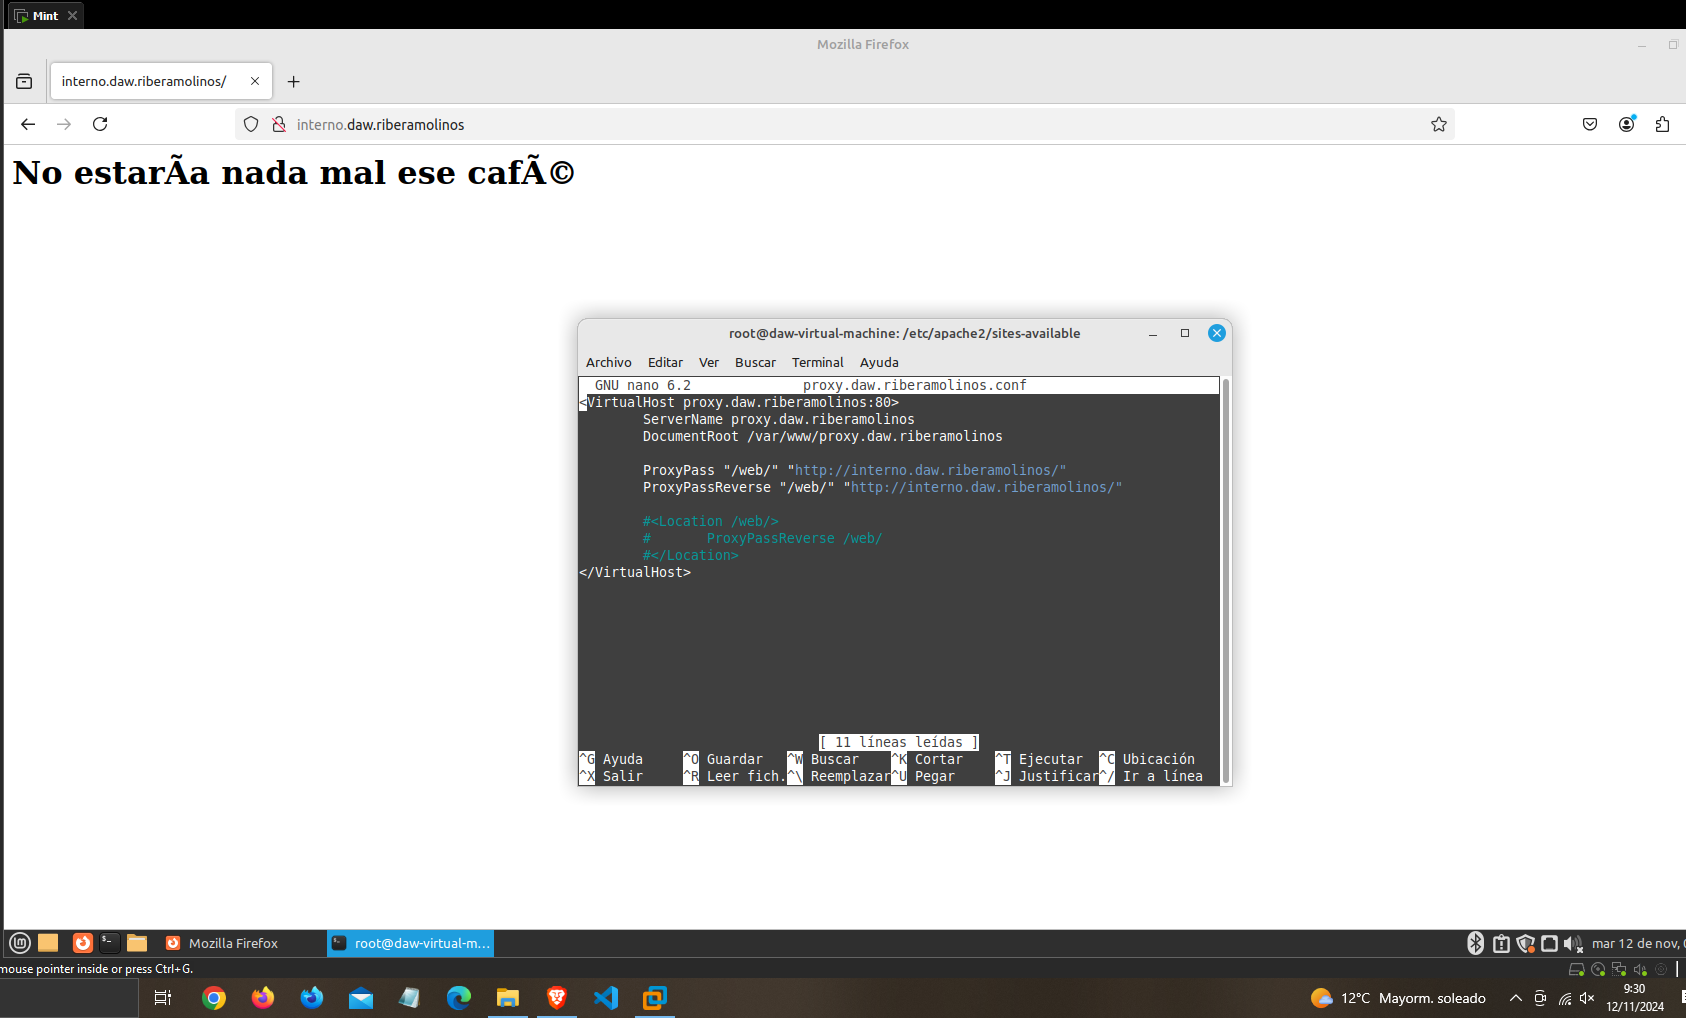 Mint
Mozilla Firefox
interno.daw.riberamolinos/
interno.daw.riberamolinos
No estarÃa nada mal ese cafÃ©
root@daw-virtual-machine: /etc/apache2/sites-available
Archivo Editar Ver Buscar Terminal Ayuda
GNU nano 6.2 proxy.daw.riberamolinos.conf
<VirtualHost proxy.daw.riberamolinos:80>
ServerName proxy.daw.riberamolinos
DocumentRoot /var/www/proxy.daw.riberamolinos
ProxyPass "/web/" "http://interno.daw.riberamolinos/"
ProxyPassReverse "/web/" "http://interno.daw.riberamolinos/"
#<Location /web/>
# ProxyPassReverse /web/
#</Location>
</VirtualHost>
[ 11 líneas leídas ]
^G Ayuda ^O Guardar ^W Buscar ^K Cortar ^T Ejecutar ^C Ubicación
^X Salir ^R Leer fich. ^\ Reemplazar ^U Pegar ^J Justificar ^/ Ir a línea
Mozilla Firefox root@daw-virtual-m... mar 12 de nov,
mouse pointer inside or press Ctrl+G.
12°C Mayorm. soleado
9:30
12/11/2024